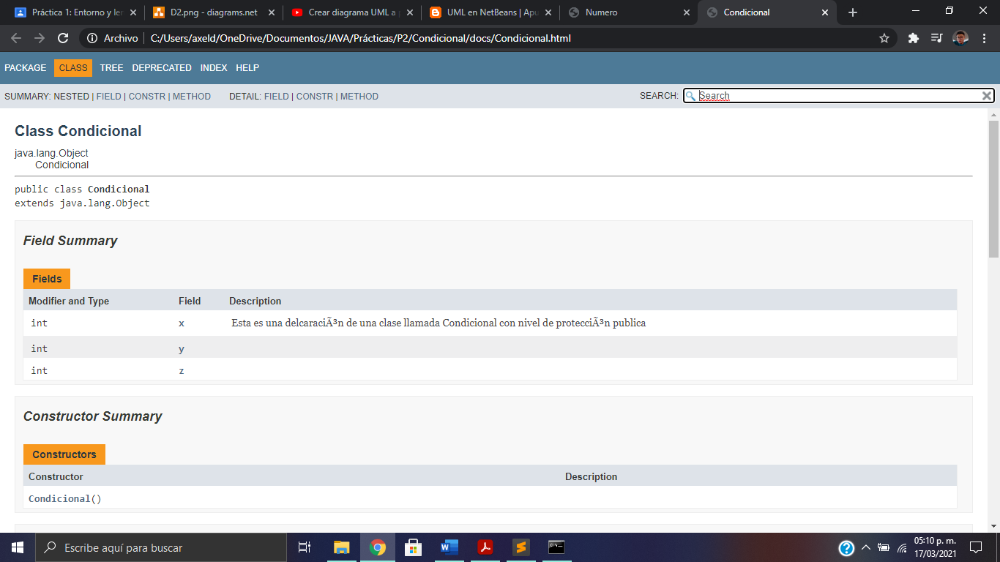 Práctica 1: Entorno y ler
D2.png - diagrams.net
Crear diagrama UML a p
UML en NetBeans | Apu
Numero
Condicional
Archivo
C:/Users/axeld/OneDrive/Documentos/JAVA/Prácticas/P2/Condicional/docs/Condicional.html
PACKAGE CLASS TREE DEPRECATED INDEX HELP
SUMMARY: NESTED | FIELD | CONSTR | METHOD DETAIL: FIELD | CONSTR | METHOD SEARCH: Search
Class Condicional
java.lang.Object
Condicional
public class Condicional
extends java.lang.Object
Field Summary
Fields
Modifier and Type Field Description
int x Esta es una delcaraciÃ³n de una clase llamada Condicional con nivel de protecciÃ³n publica
int y
int z
Constructor Summary
Constructors
Constructor Description
Condicional()
Escribe aquí para buscar
05:10 p. m.
17/03/2021